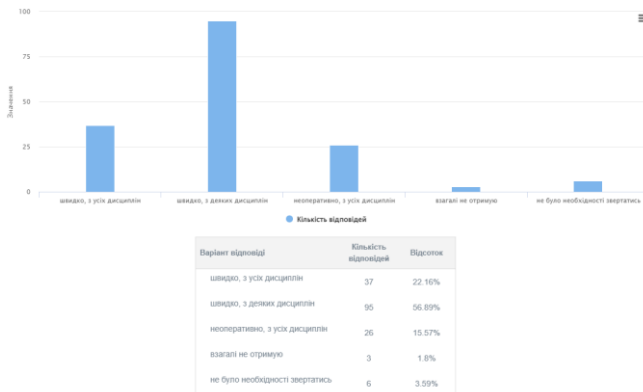 100
75
50
25
0
Значення
швидко, з усіх дисциплін
швидко, з деяких дисциплін
неоперативно, з усіх дисциплін
взагалі не отримую
не було необхідності звертатись
Кількість відповідей
Варіант відповіді Кількість відповідей Відсоток
швидко, з усіх дисциплін 37 22.16%
швидко, з деяких дисциплін 95 56.89%
неоперативно, з усіх дисциплін 26 15.57%
взагалі не отримую 3 1.8%
не було необхідності звертатись 6 3.59%